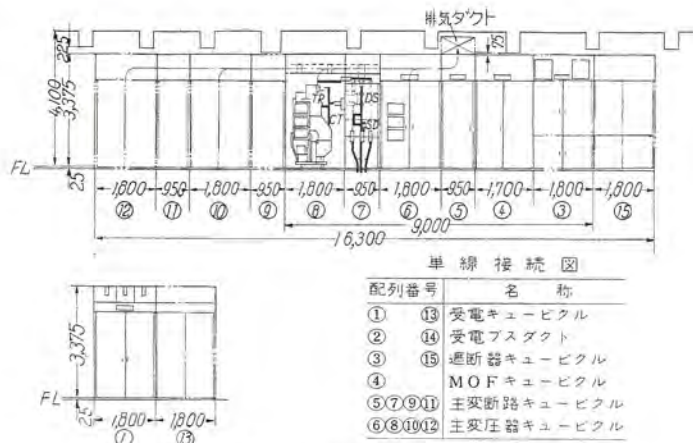 排気ダクト
225
75
4,100
3,375
TR
CT
DS
ESD
FL
25
1,800 950 1,800 950 1,800 950 1,800 950 1,700 1,800 1,800
⑫ ⑪ ⑩ ⑨ ⑧ ⑦ ⑥ ⑤ ④ ③ ⑮
9,000
16,300
単線接続図
配列番号 名称
① ⑬ 受電キュービクル
② ⑭ 受電ブスダクト
③ ⑮ 遮断器キュービクル
④ MOFキュービクル
⑤⑦⑨⑪ 主変断路キュービクル
⑥⑧⑩⑫ 主変圧器キュービクル
3,375
FL
25
1,800 1,800
① ⑬